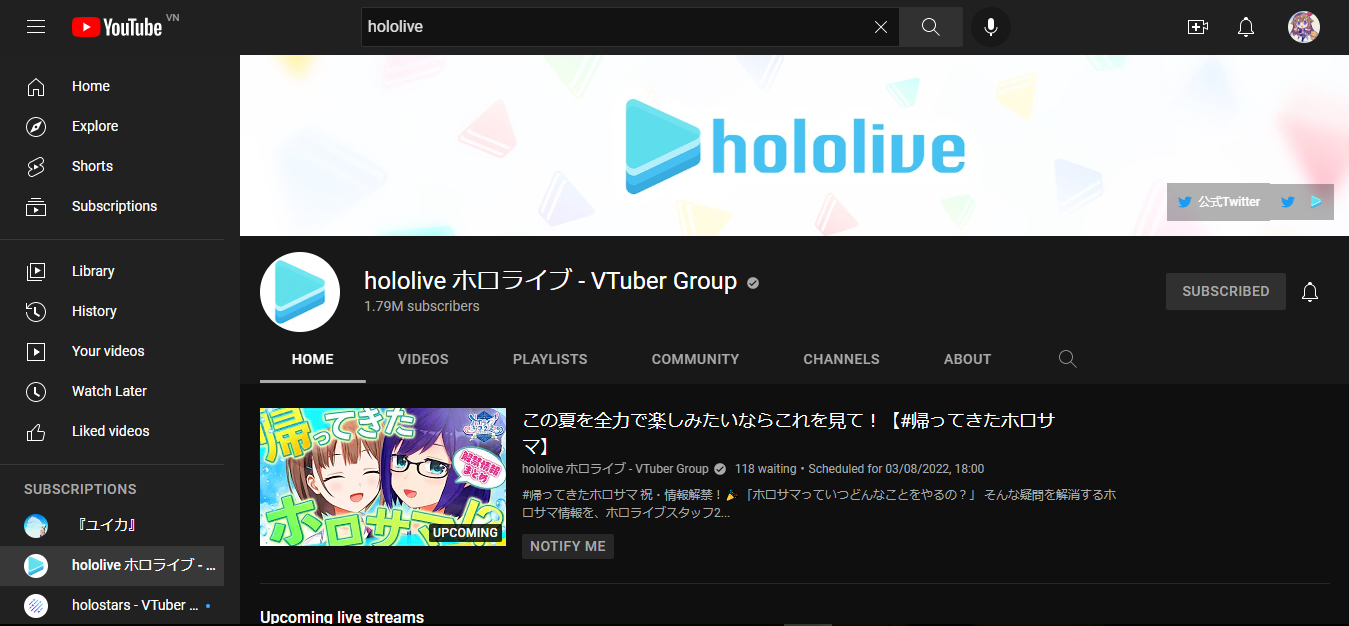 YouTube VN
hololive
Home
Explore
Shorts
Subscriptions
Library
History
Your videos
Watch Later
Liked videos
SUBSCRIPTIONS
『ユイカ』
hololive ホロライブ - ...
holostars - VTuber ...
hololive
公式Twitter
hololive ホロライブ - VTuber Group
1.79M subscribers
SUBSCRIBED
HOME VIDEOS PLAYLISTS COMMUNITY CHANNELS ABOUT
帰ってきた
解禁情報
まとめ
ホロサマ!?
UPCOMING
この夏を全力で楽しみたいならこれを見て！【#帰ってきたホロサ
マ】
hololive ホロライブ - VTuber Group 118 waiting • Scheduled for 03/08/2022, 18:00
#帰ってきたホロサマ 祝・情報解禁！🎉 「ホロサマっていつどんなことをやるの？」 そんな疑問を解消するホ
ロサマ情報を、ホロライブスタッフ2...
NOTIFY ME
Upcoming live streams